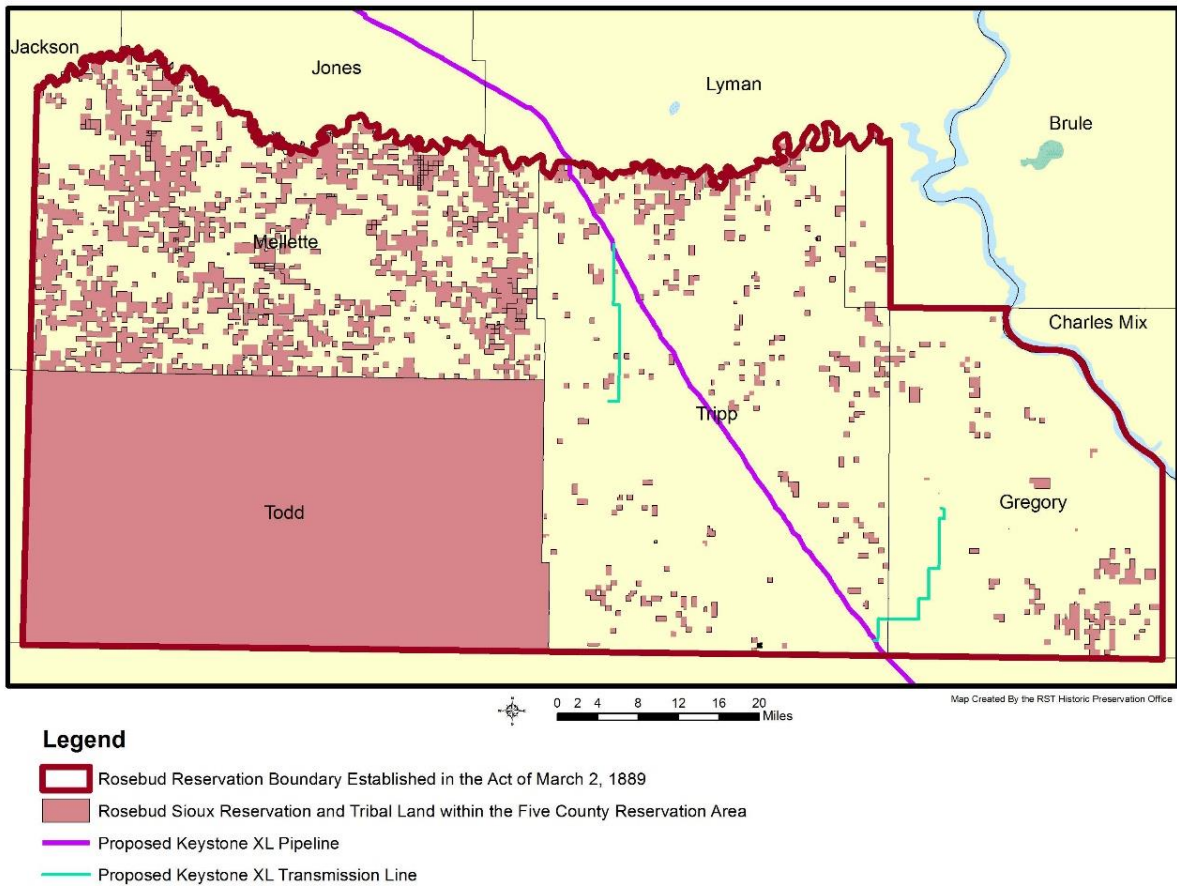 Jackson
Jones
Lyman
Brule
Mellette
Charles Mix
Tripp
Gregory
Todd
Map Created By the RST Historic Preservation Office
0 2 4 8 12 16 20
Miles
Legend
Rosebud Reservation Boundary Established in the Act of March 2, 1889
Rosebud Sioux Reservation and Tribal Land within the Five County Reservation Area
Proposed Keystone XL Pipeline
Proposed Keystone XL Transmission Line